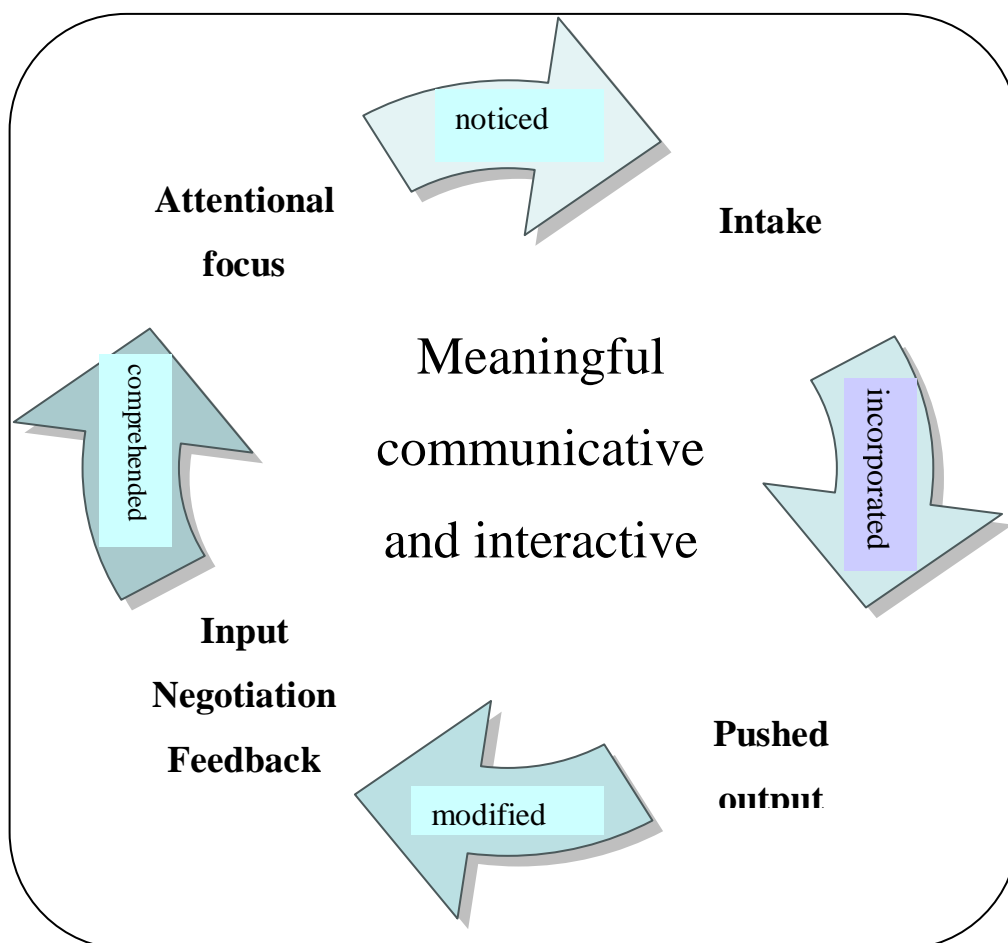 noticed
Attentional
focus
Intake
Meaningful
communicative
and interactive
comprehended
incorporated
Input
Negotiation
Feedback
Pushed
output
modified